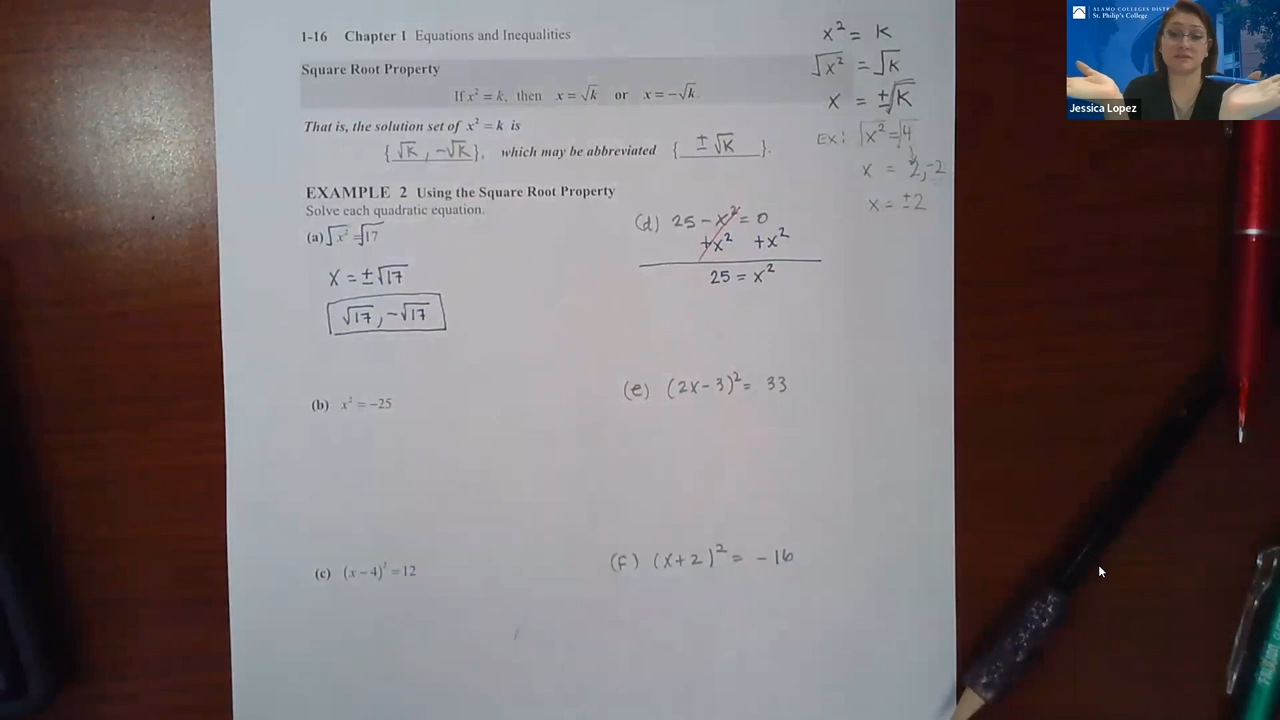 1-16 Chapter 1 Equations and Inequalities
Square Root Property
If x² = k, then x = √k or x = −√k.
That is, the solution set of x² = k is
{ √k , −√k }, which may be abbreviated { ± √k }.
x² = k
√x² = √k
x = ±√k
Ex: √x² = √4
x = 2, -2
x = ±2
EXAMPLE 2 Using the Square Root Property
Solve each quadratic equation.
(a) √x² = √17
x = ±√17
√17, −√17
(b) x² = −25
(c) (x − 4)² = 12
(d) 25 − x² = 0
+x² +x²
25 = x²
(e) (2x − 3)² = 33
(f) (x + 2)² = −16
ALAMO COLLEGES DIST
St. Philip's College
Jessica Lopez